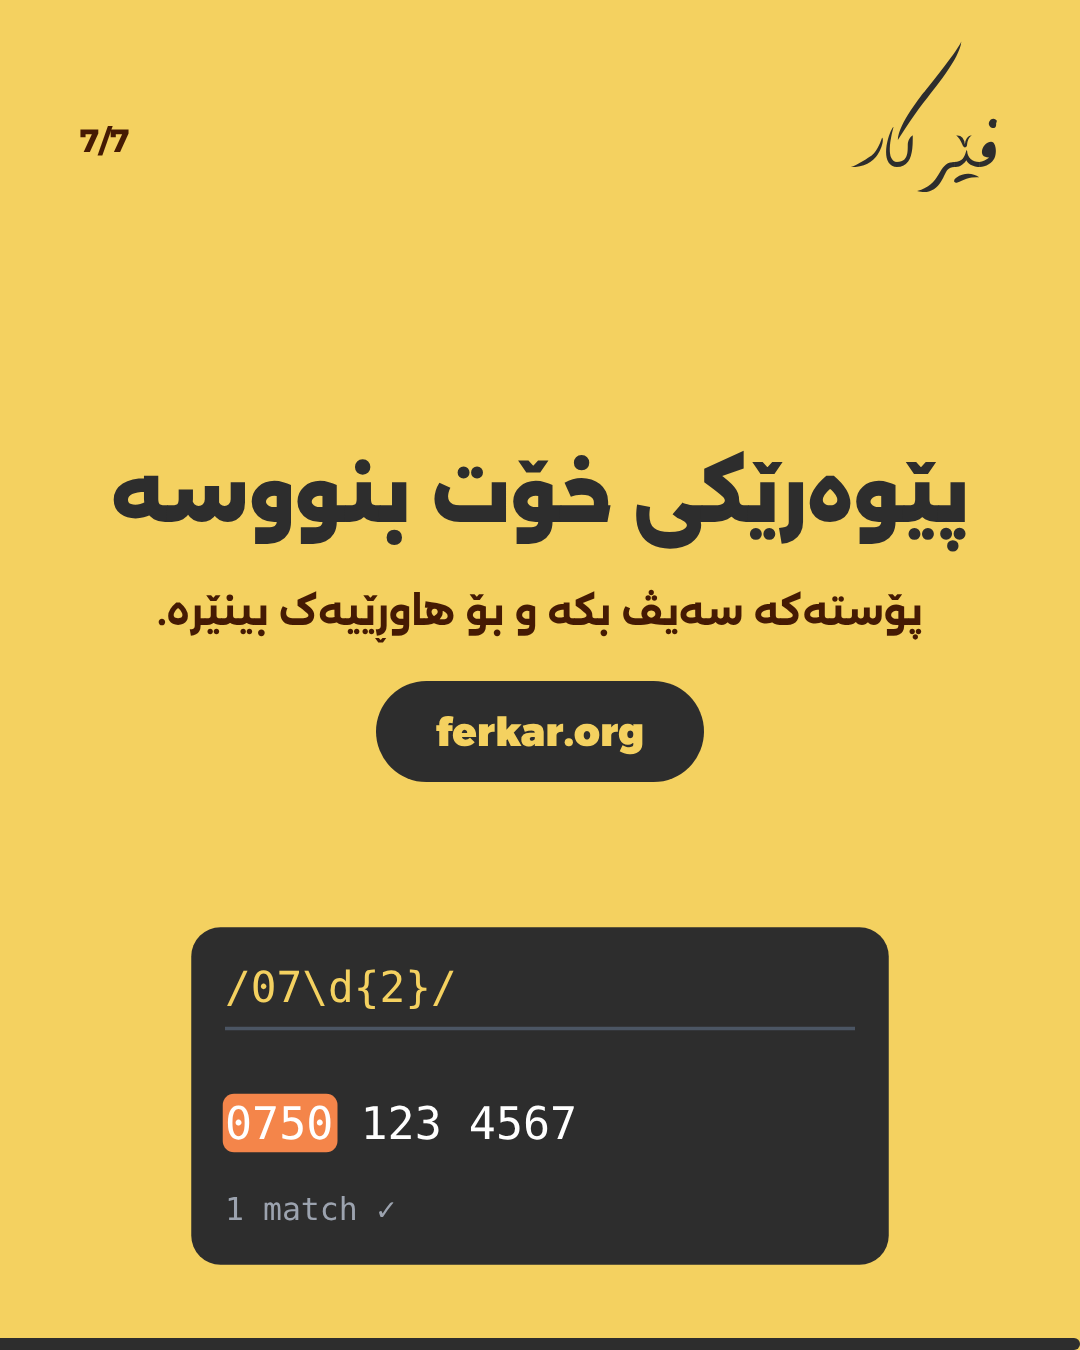 فێرکار
7/7
پێوەرێکی خۆت بنووسە
پۆستەکە سەیڤ بکە و بۆ هاوڕێیەک بینێرە.
ferkar.org
/07\d{2}/
0750 123 4567
1 match ✓